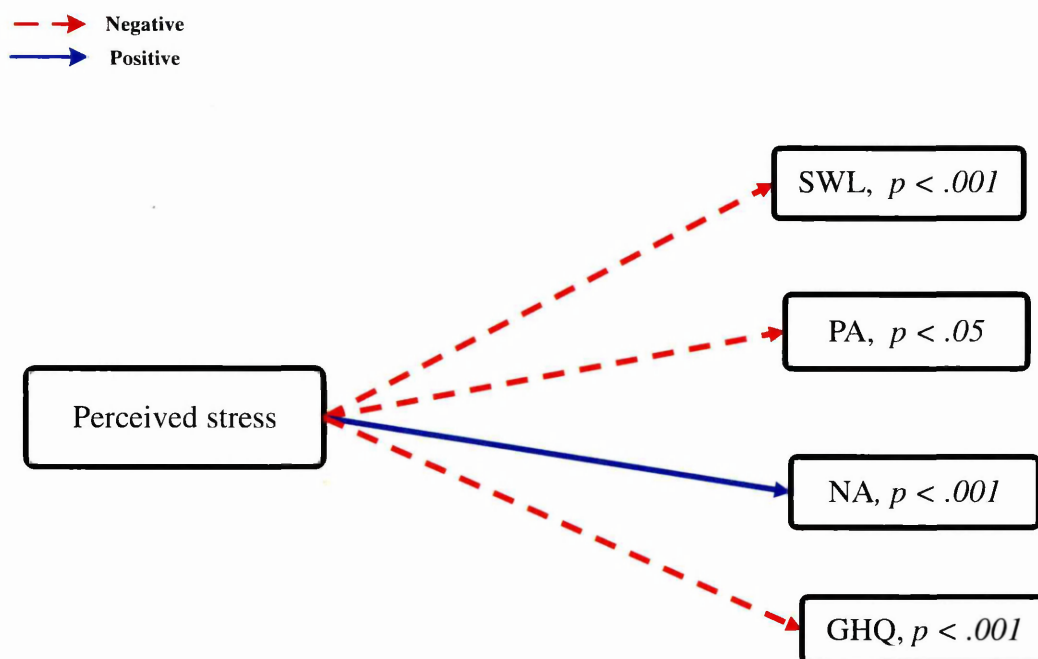 Negative
Positive
SWL, p < .001
PA, p < .05
Perceived stress
NA, p < .001
GHQ, p < .001